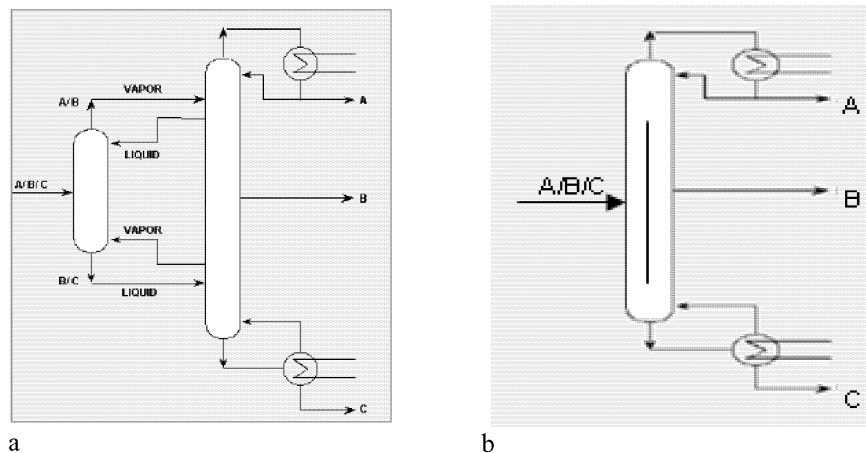 VAPOR
A/B
A
LIQUID
A/B/C
B
VAPOR
B/C
LIQUID
C
a
A
A/B/C
B
C
b